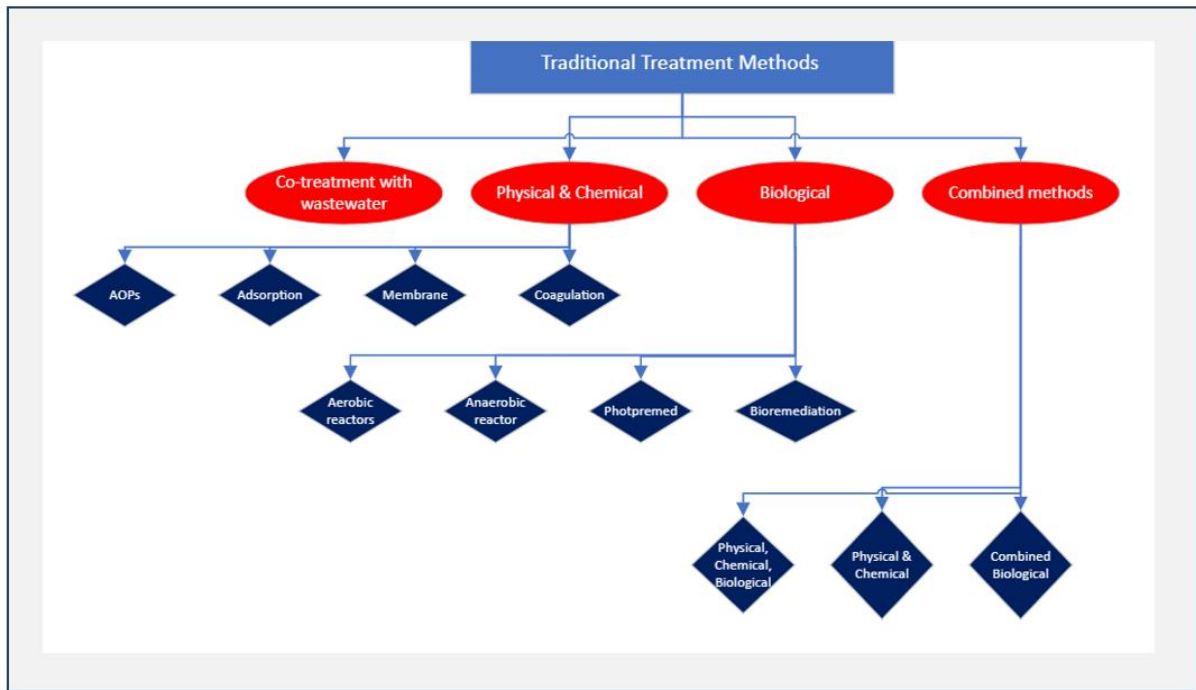 Traditional Treatment Methods
Co-treatment with
wastewater
Physical & Chemical
Biological
Combined methods
AOPs
Adsorption
Membrane
Coagulation
Aerobic
reactors
Anaerobic
reactor
Photpremed
Bioremediation
Physical,
Chemical,
Biological
Physical &
Chemical
Combined
Biological